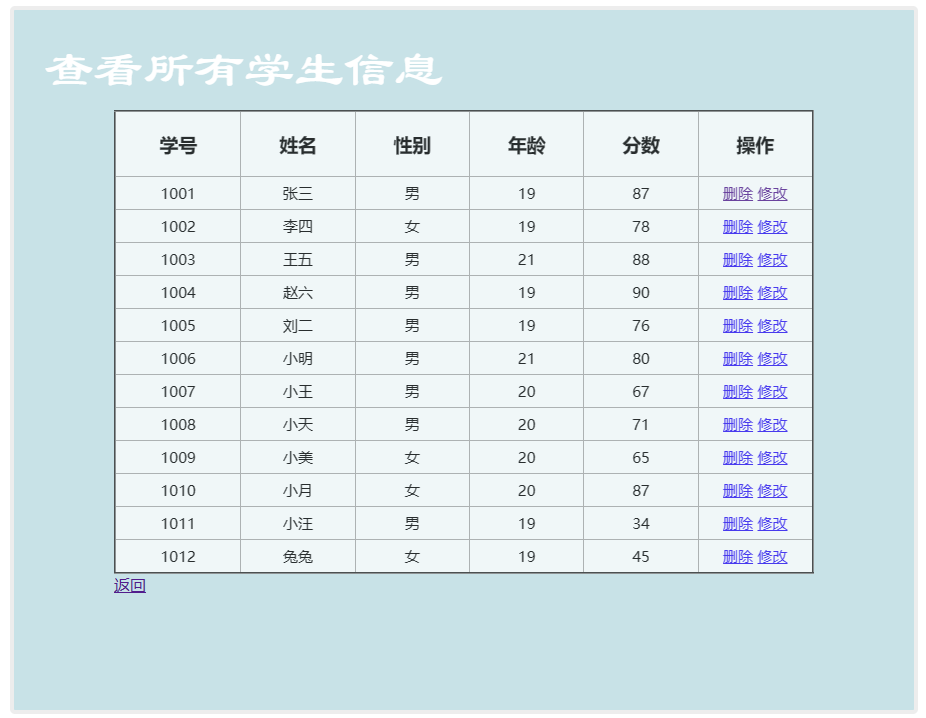 查看所有学生信息
学号 姓名 性别 年龄 分数 操作
1001 张三 男 19 87 删除 修改
1002 李四 女 19 78 删除 修改
1003 王五 男 21 88 删除 修改
1004 赵六 男 19 90 删除 修改
1005 刘二 男 19 76 删除 修改
1006 小明 男 21 80 删除 修改
1007 小王 男 20 67 删除 修改
1008 小天 男 20 71 删除 修改
1009 小美 女 20 65 删除 修改
1010 小月 女 20 87 删除 修改
1011 小汪 男 19 34 删除 修改
1012 兔兔 女 19 45 删除 修改
返回